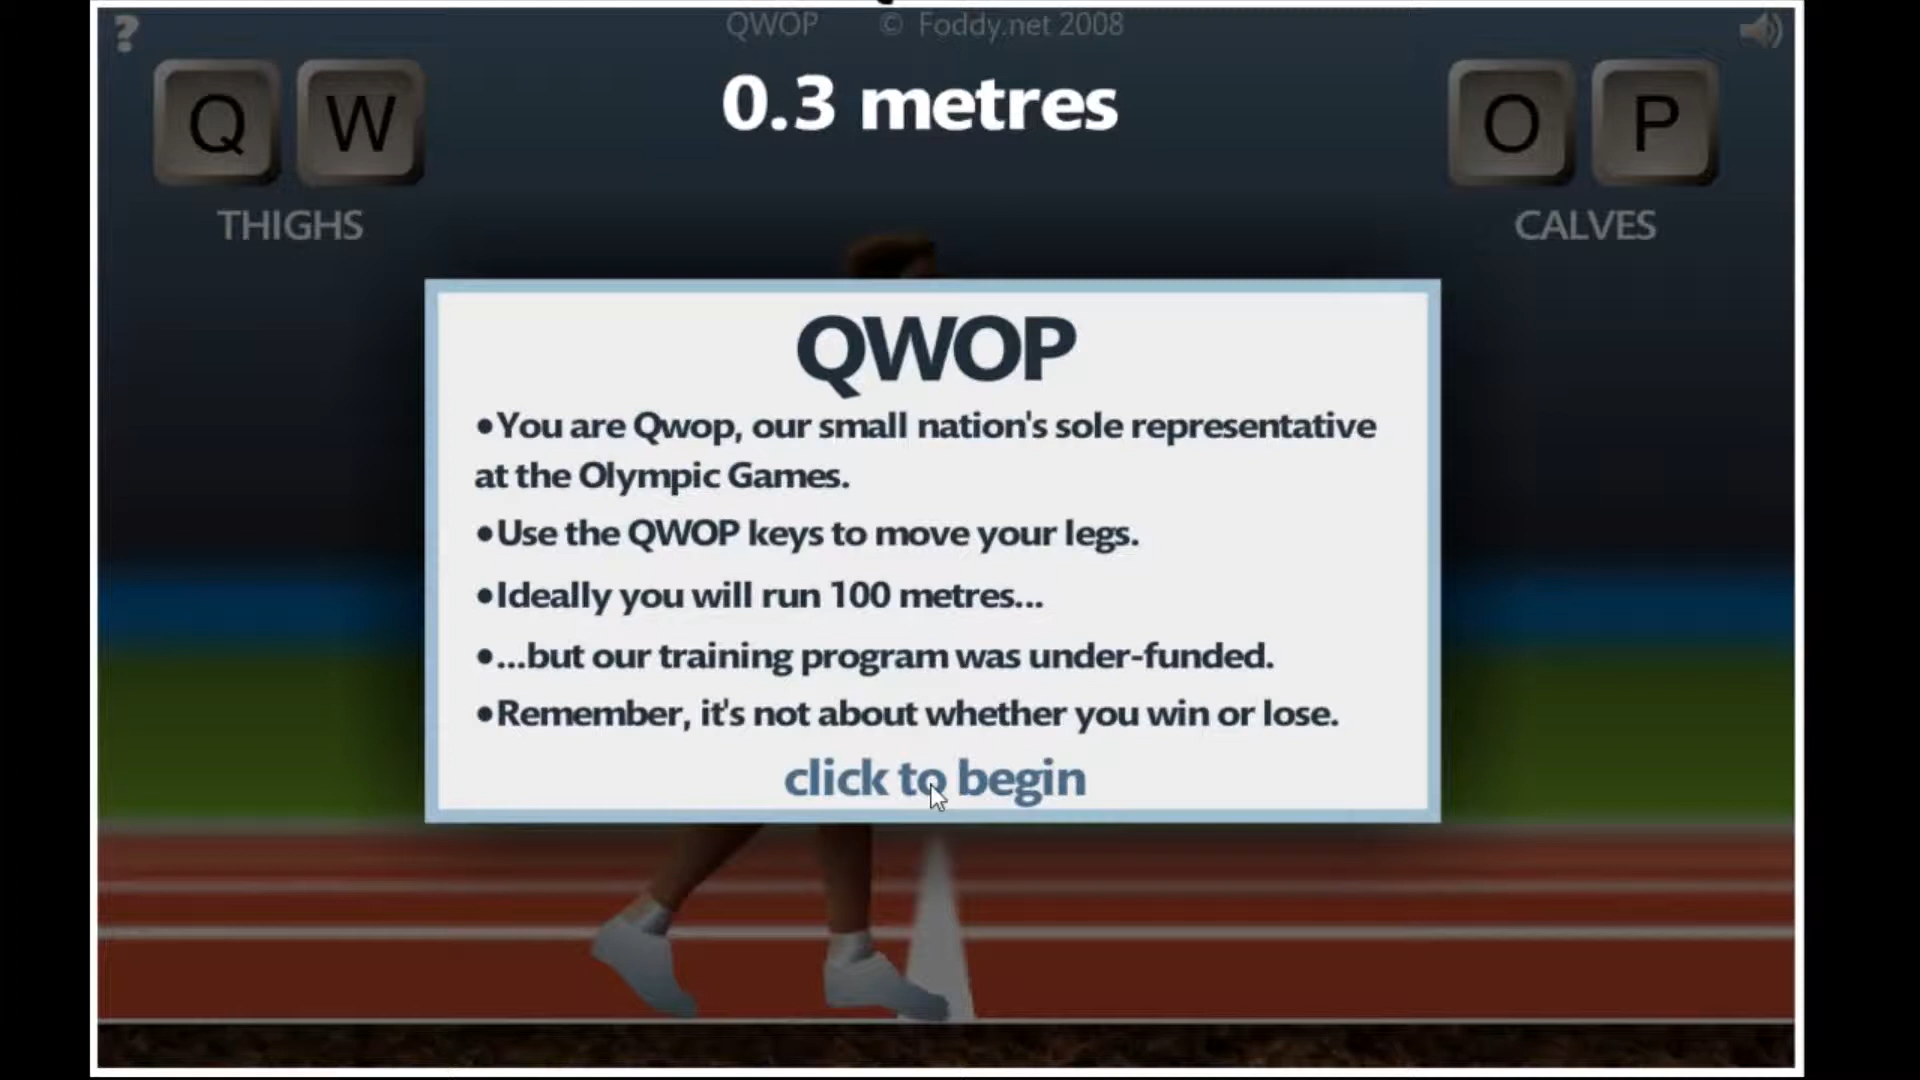 ?
QWOP © Foddy.net 2008
Q W
0.3 metres
O P
THIGHS
CALVES
QWOP
•You are Qwop, our small nation's sole representative
at the Olympic Games.
•Use the QWOP keys to move your legs.
•Ideally you will run 100 metres...
•...but our training program was under-funded.
•Remember, it's not about whether you win or lose.
click to begin